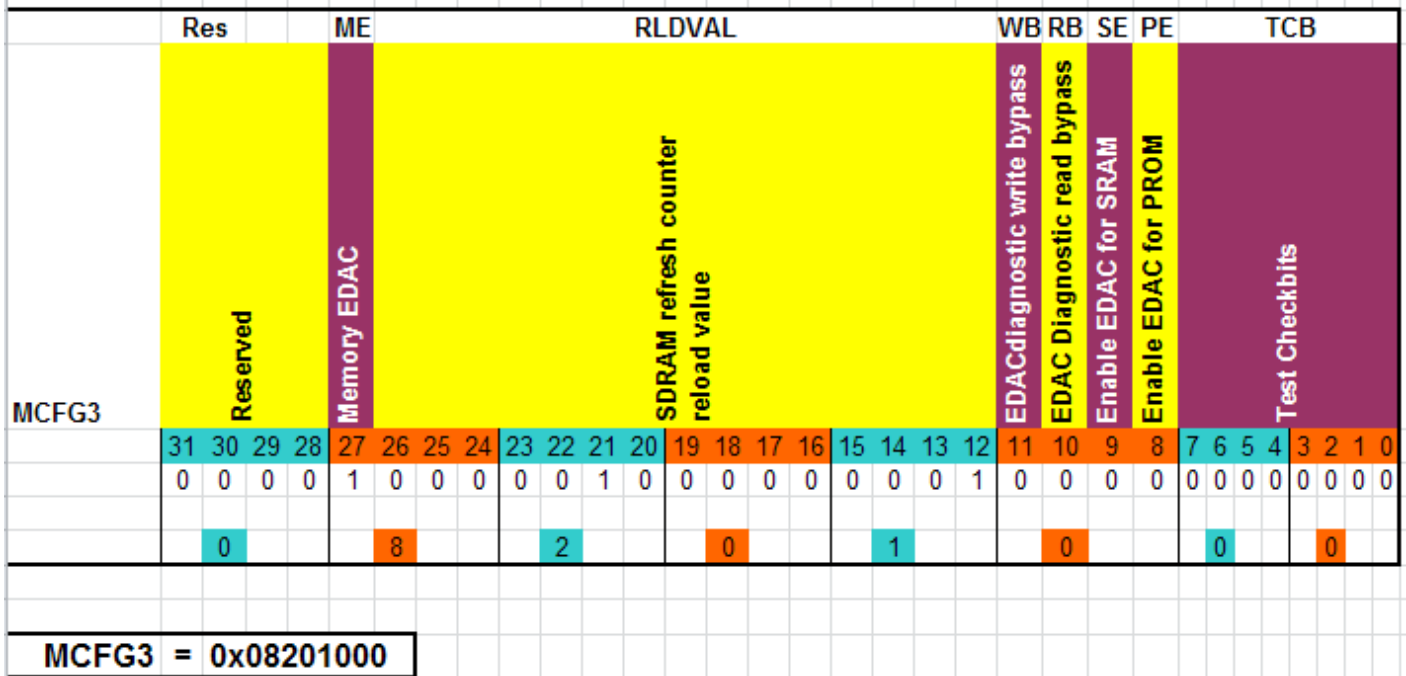 Res ME RLDVAL WB RB SE PE TCB
Reserved
Memory EDAC
SDRAM refresh counter
reload value
EDACdiagnostic write bypass
EDAC Diagnostic read bypass
Enable EDAC for SRAM
Enable EDAC for PROM
Test Checkbits
MCFG3
31 30 29 28 27 26 25 24 23 22 21 20 19 18 17 16 15 14 13 12 11 10 9 8 7 6 5 4 3 2 1 0
0 0 0 0 1 0 0 0 0 0 1 0 0 0 0 0 0 0 0 1 0 0 0 0 0 0 0 0 0 0 0 0
0 8 2 0 1 0 0 0
MCFG3 = 0x08201000